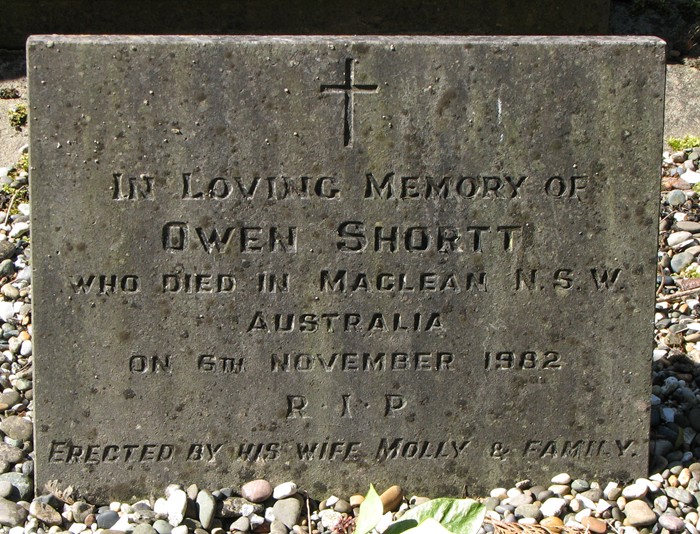 In Loving Memory of
Owen Shortt
who died in Maclean N.S.W.
Australia
on 6th November 1982
R·I·P
Erected by his wife Molly & family.